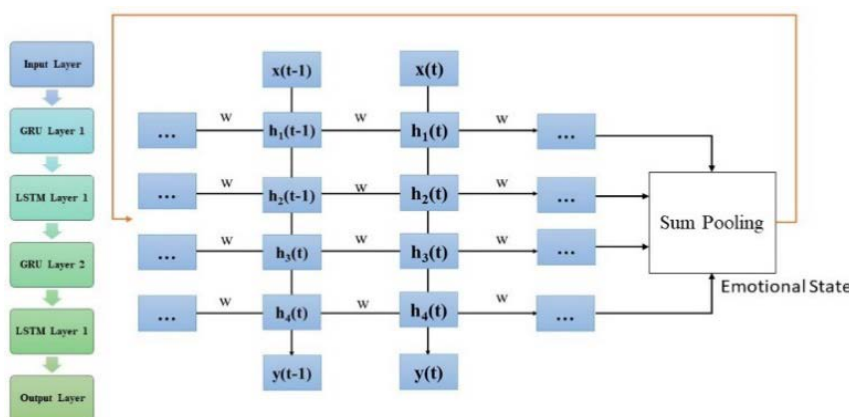 Input Layer
GRU Layer 1
LSTM Layer 1
GRU Layer 2
LSTM Layer 1
Output Layer
x(t-1) x(t)
... W h₁(t-1) W h₁(t) W ...
... W h₂(t-1) W h₂(t) W ...
... W h₃(t) W h₃(t) W ...
... W h₄(t) W h₄(t) W ...
y(t-1) y(t)
Sum Pooling
Emotional State